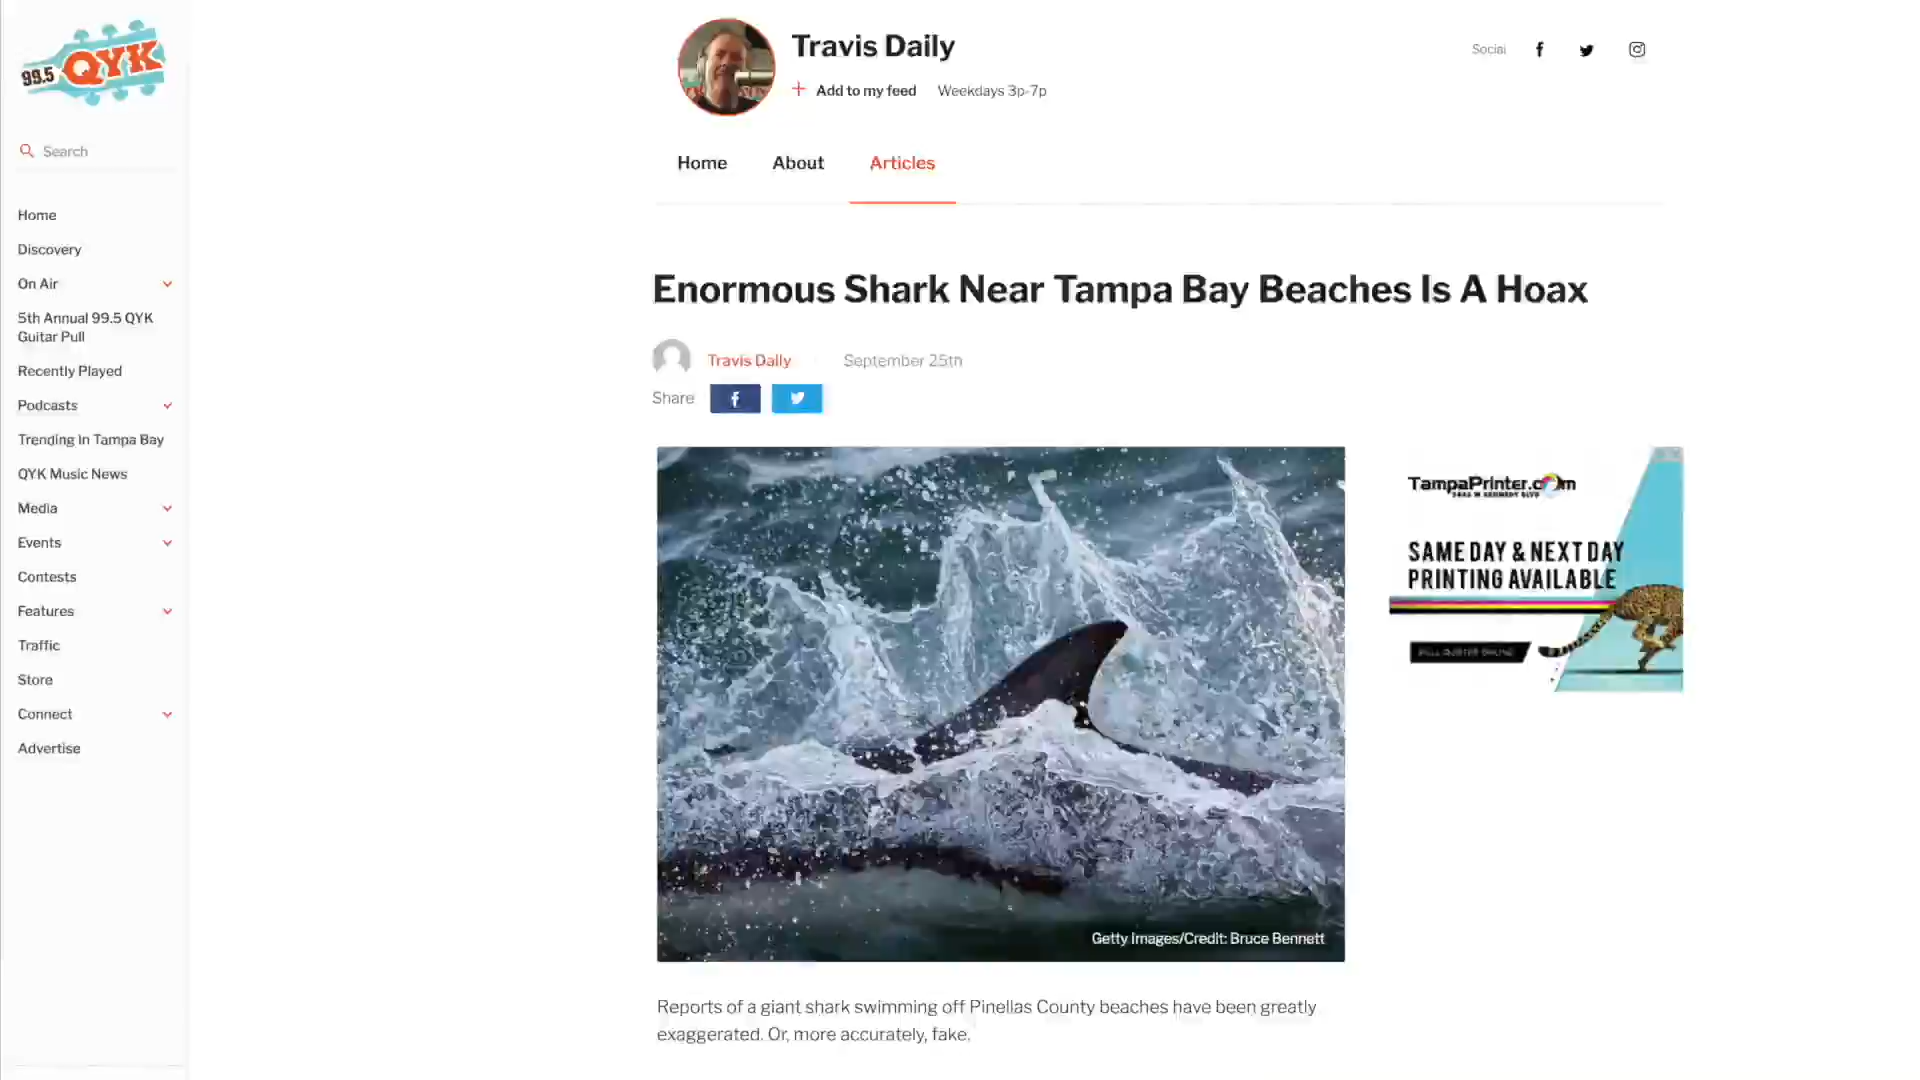 99.5 QYK
Search
Home
Discovery
On Air
5th Annual 99.5 QYK
Guitar Pull
Recently Played
Podcasts
Trending In Tampa Bay
QYK Music News
Media
Events
Contests
Features
Traffic
Store
Connect
Advertise
Travis Daily
Add to my feed Weekdays 3p-7p
Social
Home About Articles
Enormous Shark Near Tampa Bay Beaches Is A Hoax
Travis Daily September 25th
Share
Getty Images/Credit: Bruce Bennett
Reports of a giant shark swimming off Pinellas County beaches have been greatly
exaggerated. Or, more accurately, fake.
TampaPrinter.com
SAME DAY & NEXT DAY
PRINTING AVAILABLE